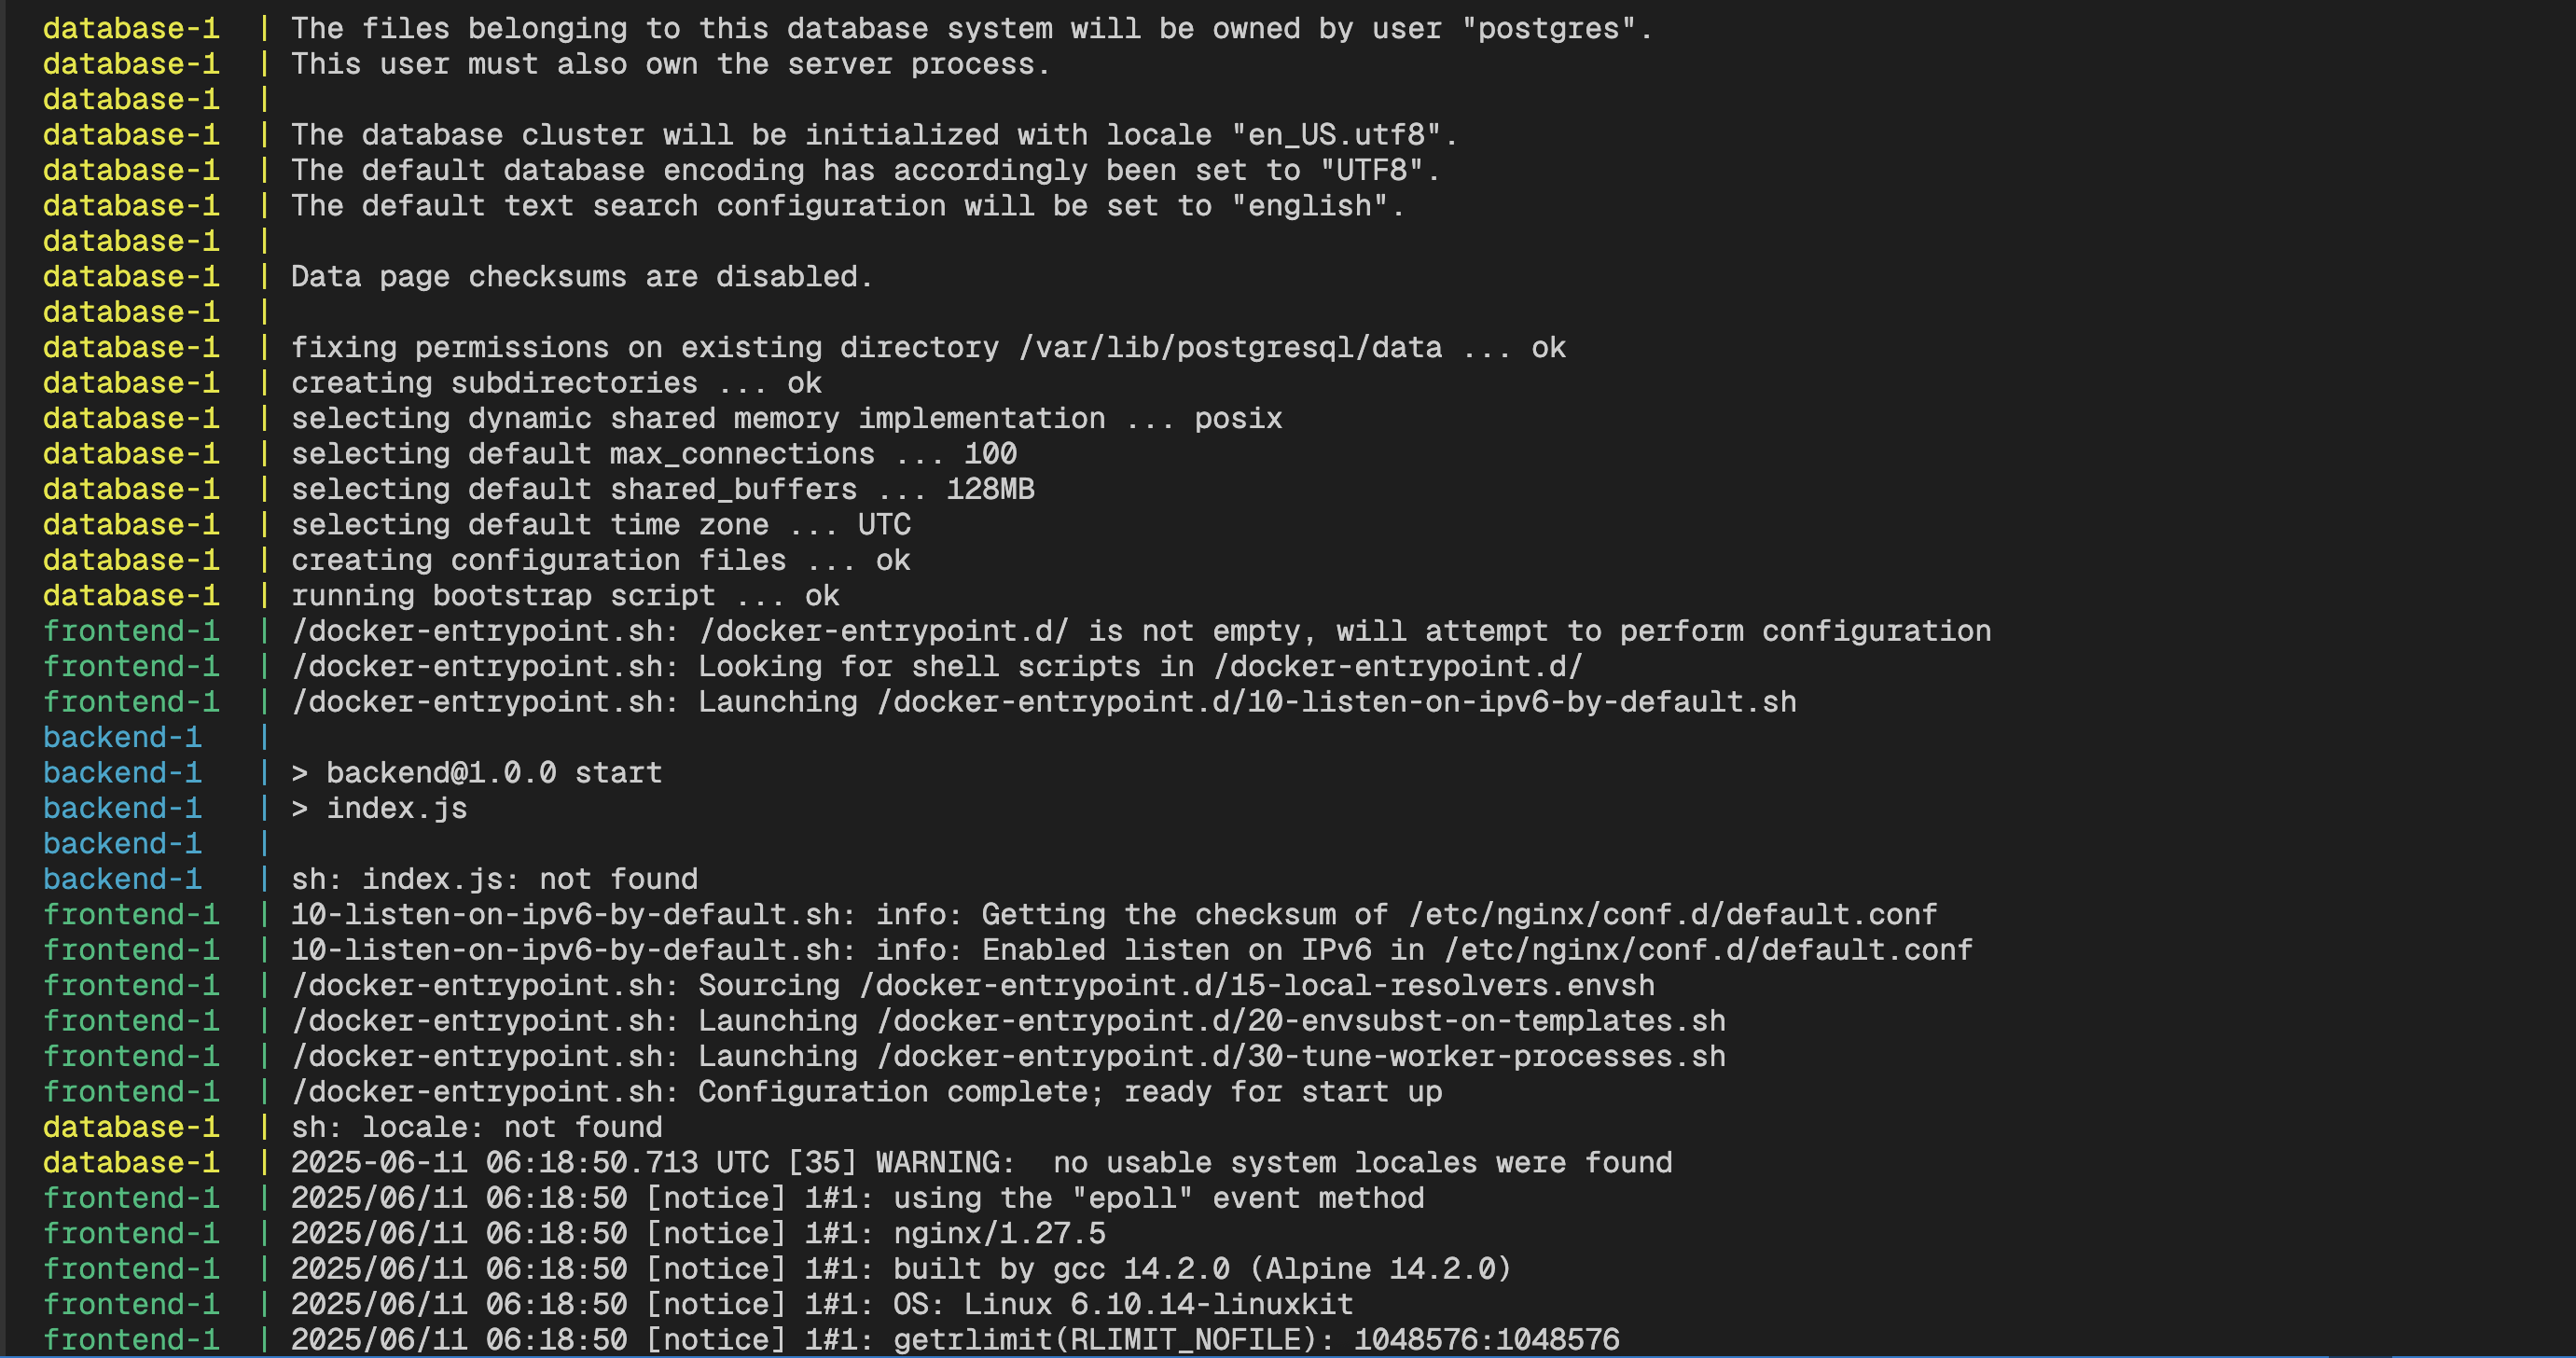 database-1  | The files belonging to this database system will be owned by user "postgres".
database-1  | This user must also own the server process.
database-1  |
database-1  | The database cluster will be initialized with locale "en_US.utf8".
database-1  | The default database encoding has accordingly been set to "UTF8".
database-1  | The default text search configuration will be set to "english".
database-1  |
database-1  | Data page checksums are disabled.
database-1  |
database-1  | fixing permissions on existing directory /var/lib/postgresql/data ... ok
database-1  | creating subdirectories ... ok
database-1  | selecting dynamic shared memory implementation ... posix
database-1  | selecting default max_connections ... 100
database-1  | selecting default shared_buffers ... 128MB
database-1  | selecting default time zone ... UTC
database-1  | creating configuration files ... ok
database-1  | running bootstrap script ... ok
frontend-1  | /docker-entrypoint.sh: /docker-entrypoint.d/ is not empty, will attempt to perform configuration
frontend-1  | /docker-entrypoint.sh: Looking for shell scripts in /docker-entrypoint.d/
frontend-1  | /docker-entrypoint.sh: Launching /docker-entrypoint.d/10-listen-on-ipv6-by-default.sh
backend-1   |
backend-1   | > backend@1.0.0 start
backend-1   | > index.js
backend-1   |
backend-1   | sh: index.js: not found
frontend-1  | 10-listen-on-ipv6-by-default.sh: info: Getting the checksum of /etc/nginx/conf.d/default.conf
frontend-1  | 10-listen-on-ipv6-by-default.sh: info: Enabled listen on IPv6 in /etc/nginx/conf.d/default.conf
frontend-1  | /docker-entrypoint.sh: Sourcing /docker-entrypoint.d/15-local-resolvers.envsh
frontend-1  | /docker-entrypoint.sh: Launching /docker-entrypoint.d/20-envsubst-on-templates.sh
frontend-1  | /docker-entrypoint.sh: Launching /docker-entrypoint.d/30-tune-worker-processes.sh
frontend-1  | /docker-entrypoint.sh: Configuration complete; ready for start up
database-1  | sh: locale: not found
database-1  | 2025-06-11 06:18:50.713 UTC [35] WARNING:  no usable system locales were found
frontend-1  | 2025/06/11 06:18:50 [notice] 1#1: using the "epoll" event method
frontend-1  | 2025/06/11 06:18:50 [notice] 1#1: nginx/1.27.5
frontend-1  | 2025/06/11 06:18:50 [notice] 1#1: built by gcc 14.2.0 (Alpine 14.2.0)
frontend-1  | 2025/06/11 06:18:50 [notice] 1#1: OS: Linux 6.10.14-linuxkit
frontend-1  | 2025/06/11 06:18:50 [notice] 1#1: getrlimit(RLIMIT_NOFILE): 1048576:1048576